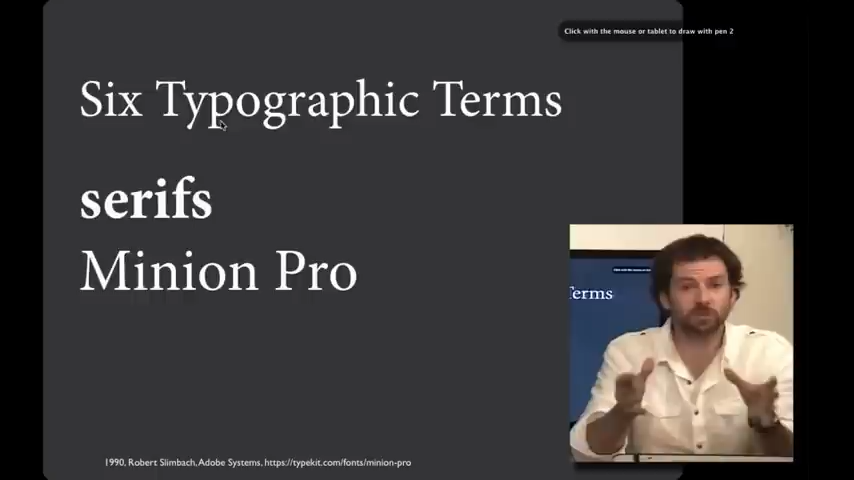 Click with the mouse or tablet to draw with pen 2
Six Typographic Terms
serifs
Minion Pro
Terms
1990, Robert Slimbach, Adobe Systems, https://typekit.com/fonts/minion-pro